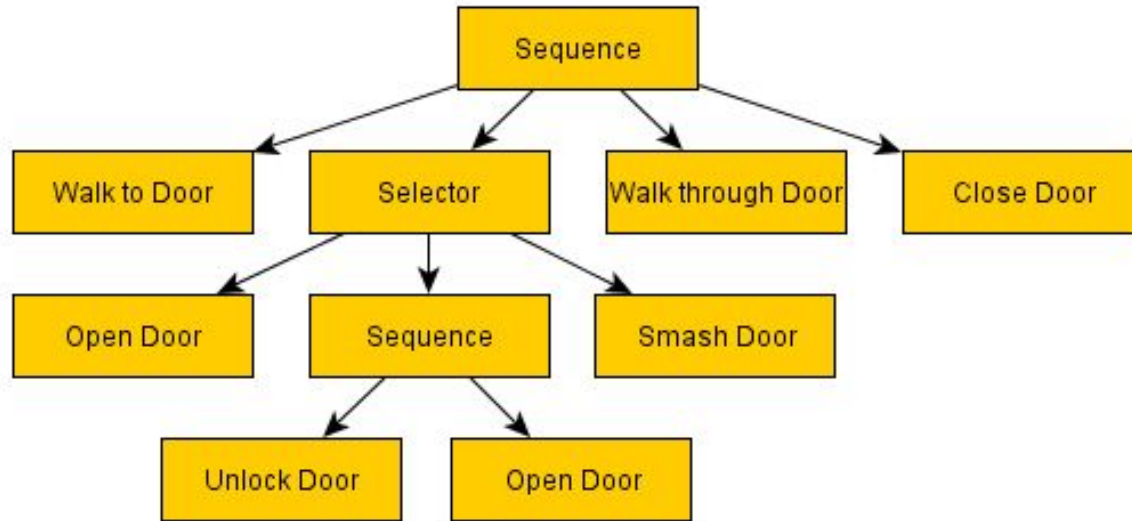 Sequence
Walk to Door
Selector
Walk through Door
Close Door
Open Door
Sequence
Smash Door
Unlock Door
Open Door